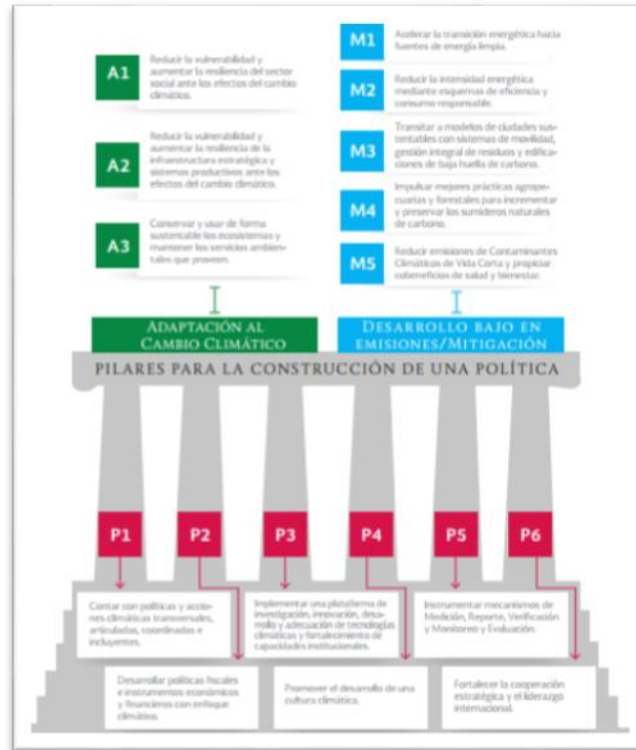 A1
Reducir la vulnerabilidad y
aumentar la resiliencia del sector
social ante los efectos del cambio
climático.
A2
Reducir la vulnerabilidad y
aumentar la resiliencia de la
infraestructura estratégica y
sistemas productivos ante los
efectos del cambio climático.
A3
Conservar y usar de forma
sustentable los ecosistemas y
mantener los servicios ambien-
tales que proveen.
M1
Acelerar la transición energética hacia
fuentes de energía limpia.
M2
Reducir la intensidad energética
mediante esquemas de eficiencia y
consumo responsable.
M3
Transitar a modelos de ciudades sus-
tentables con sistemas de movilidad,
gestión integral de residuos y edifica-
ciones de baja huella de carbono.
M4
Impulsar mejores prácticas agrope-
cuarias y forestales para incrementar
y preservar los sumideros naturales
de carbono.
M5
Reducir emisiones de Contaminantes
Climáticos de Vida Corta y propiciar
cobeneficios de salud y bienestar.
ADAPTACIÓN AL
CAMBIO CLIMÁTICO
DESARROLLO BAJO EN
EMISIONES/MITIGACIÓN
PILARES PARA LA CONSTRUCCIÓN DE UNA POLÍTICA
P1
P2
P3
P4
P5
P6
Contar con políticas y accio-
nes climáticas transversales,
articuladas, coordinadas e
incluyentes.
Implementar una plataforma de
investigación, innovación, desa-
rrollo y adecuación de tecnologías
climáticas y fortalecimiento de
capacidades institucionales.
Instrumentar mecanismos de
Medición, Reporte, Verificación
y Monitoreo y Evaluación.
Desarrollar políticas fiscales
e instrumentos económicos
y financieros con enfoque
climático.
Promover el desarrollo de una
cultura climática.
Fortalecer la cooperación
estratégica y el liderazgo
internacional.